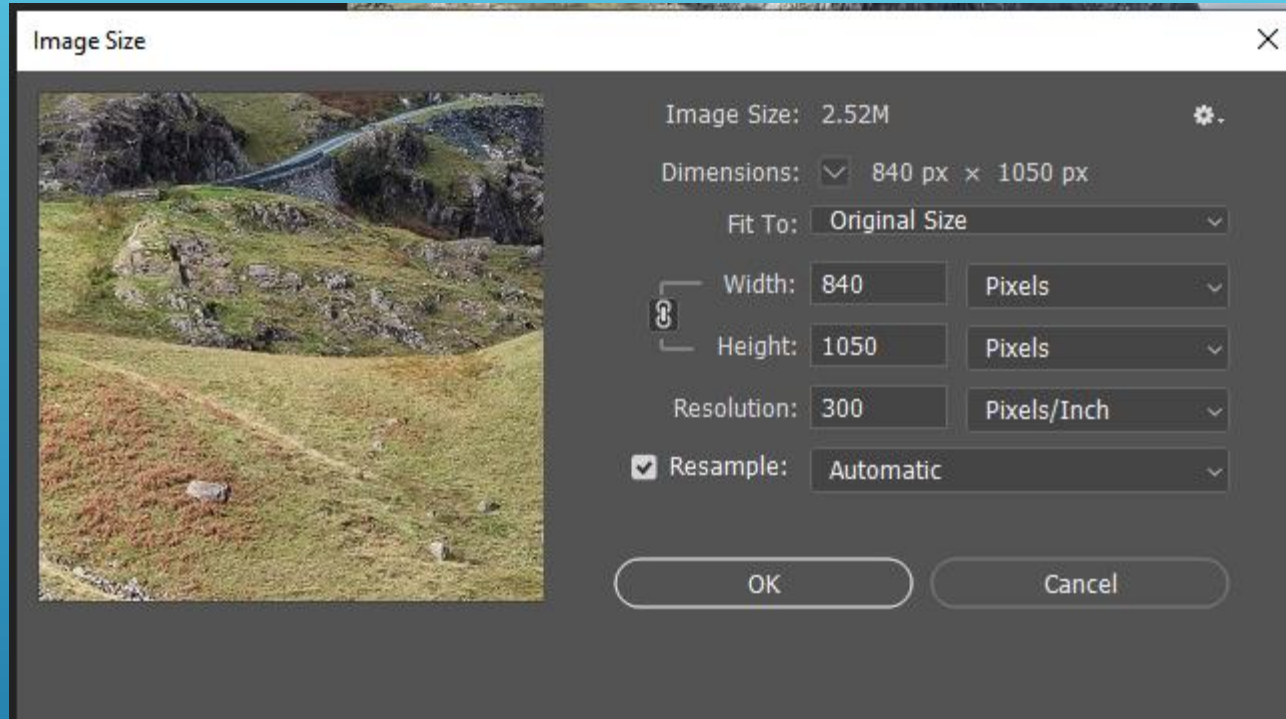 Image Size
Image Size: 2.52M
Dimensions: 840 px × 1050 px
Fit To: Original Size
Width: 840 Pixels
Height: 1050 Pixels
Resolution: 300 Pixels/Inch
Resample: Automatic
OK Cancel